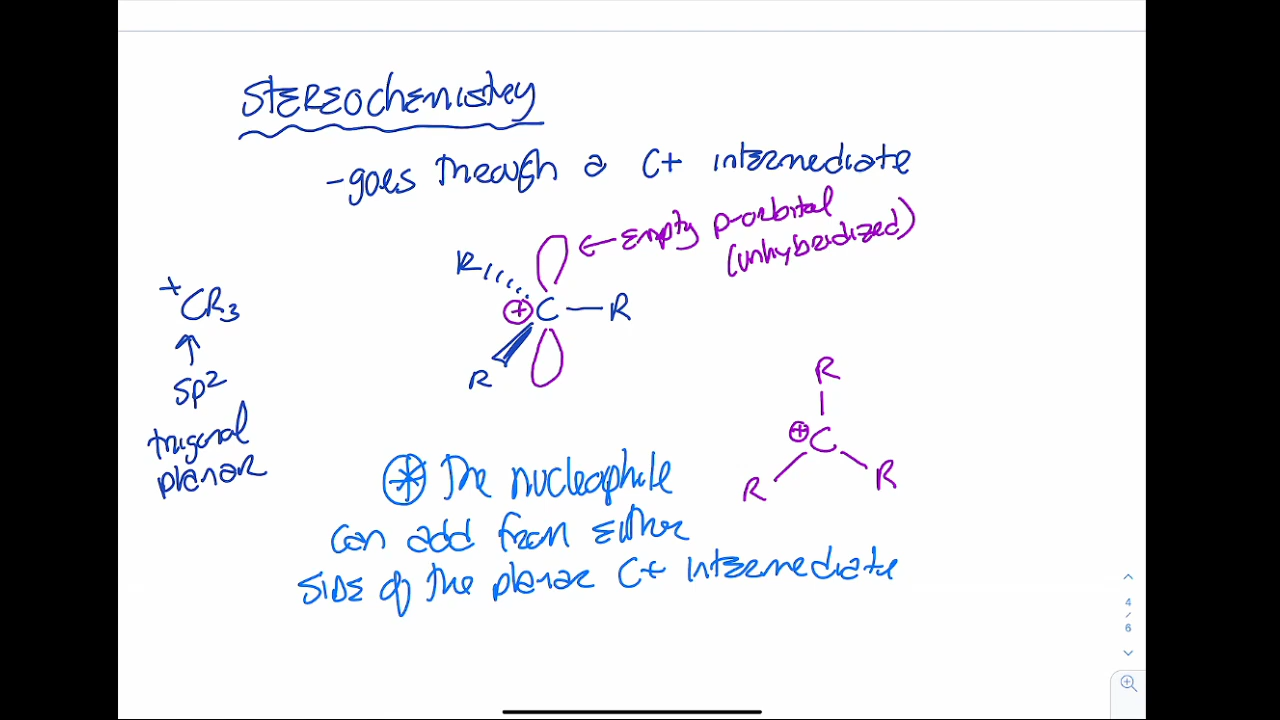 Stereochemistry
-goes through a C+ intermediate
←empty p-orbital
(unhybridized)
R
+ C — R
R
+CR3
↑
sp2
trigonal
planar
R
+ C
R R
* The nucleophile
can add from either
side of the planar C+ intermediate
4
/
6